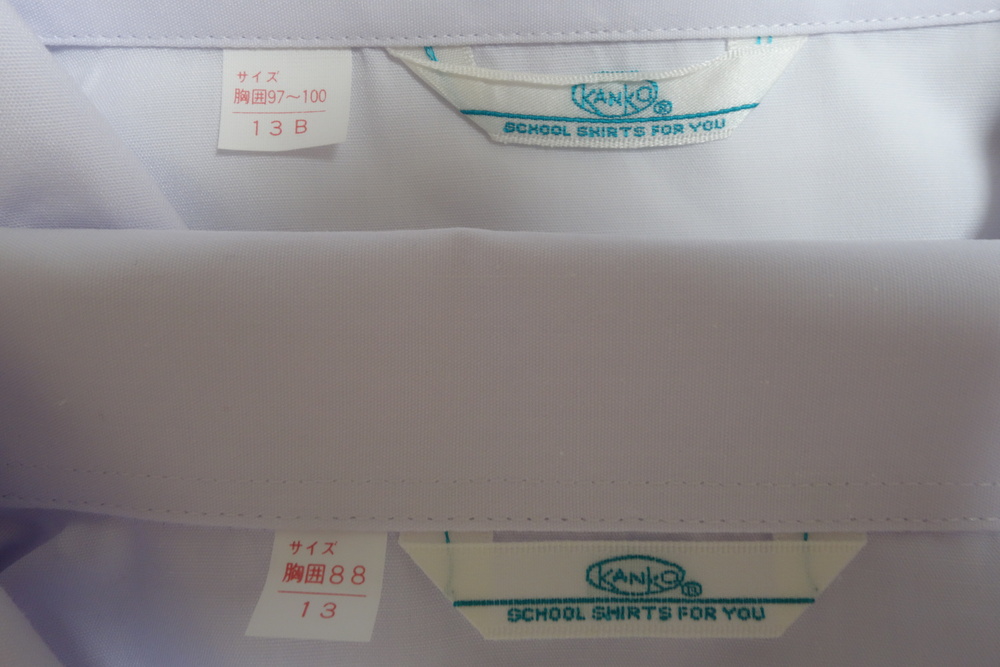 サイズ
胸囲97～100
13B
KANKO®
SCHOOL SHIRTS FOR YOU
サイズ
胸囲88
13
KANKO®
SCHOOL SHIRTS FOR YOU